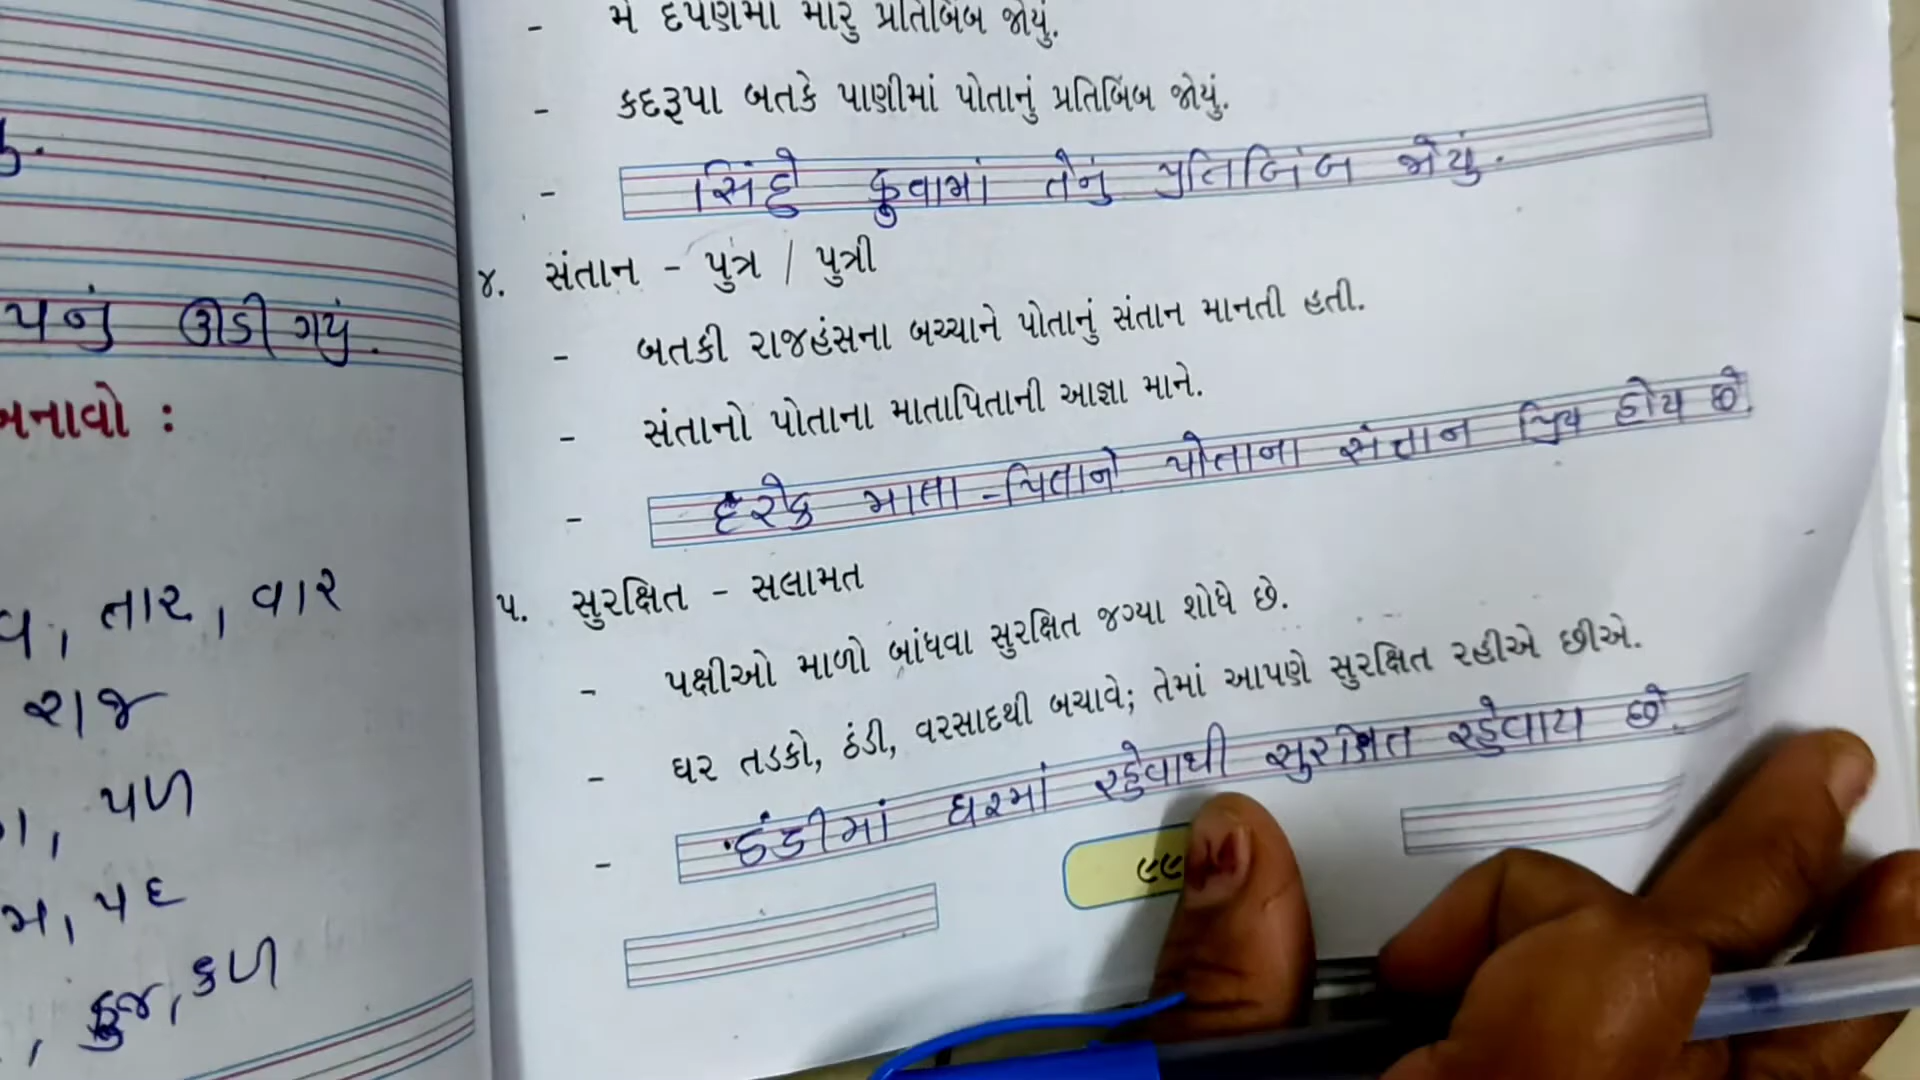 પનું ઊડી ગયું.
બનાવો :
તાર, વાર
રાજ
પળ
પદ
કુજ, કળ
- મેં દર્પણમાં મારું પ્રતિબિંબ જોયું.
- કદરૂપા બતકે પાણીમાં પોતાનું પ્રતિબિંબ જોયું.
- સિંહે કુવામાં તેનું પ્રતિબિંબ જોયું.
૪. સંતાન - પુત્ર / પુત્રી
- બતકી રાજહંસના બચ્ચાને પોતાનું સંતાન માનતી હતી.
- સંતાનો પોતાના માતાપિતાની આજ્ઞા માને.
- દરેક માતા-પિતાને પોતાના સંતાન પ્રિય હોય છે.
૫. સુરક્ષિત - સલામત
- પક્ષીઓ માળો બાંધવા સુરક્ષિત જગ્યા શોધે છે.
- ઘર તડકો, ઠંડી, વરસાદથી બચાવે; તેમાં આપણે સુરક્ષિત રહીએ છીએ.
- ઠંડીમાં ઘરમાં રહેવાથી સુરક્ષિત રહેવાય છે.